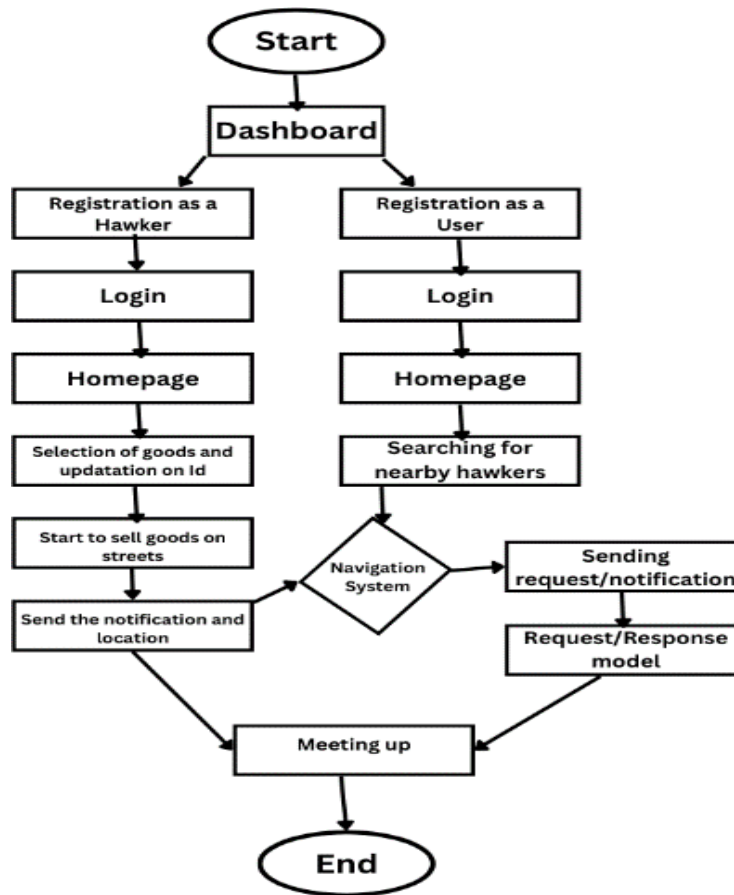 Start
Dashboard
Registration as a
Hawker
Registration as a
User
Login
Login
Homepage
Homepage
Selection of goods and
updatation on Id
Searching for
nearby hawkers
Start to sell goods on
streets
Navigation
System
Sending
request/notification
Send the notification and
location
Request/Response
model
Meeting up
End